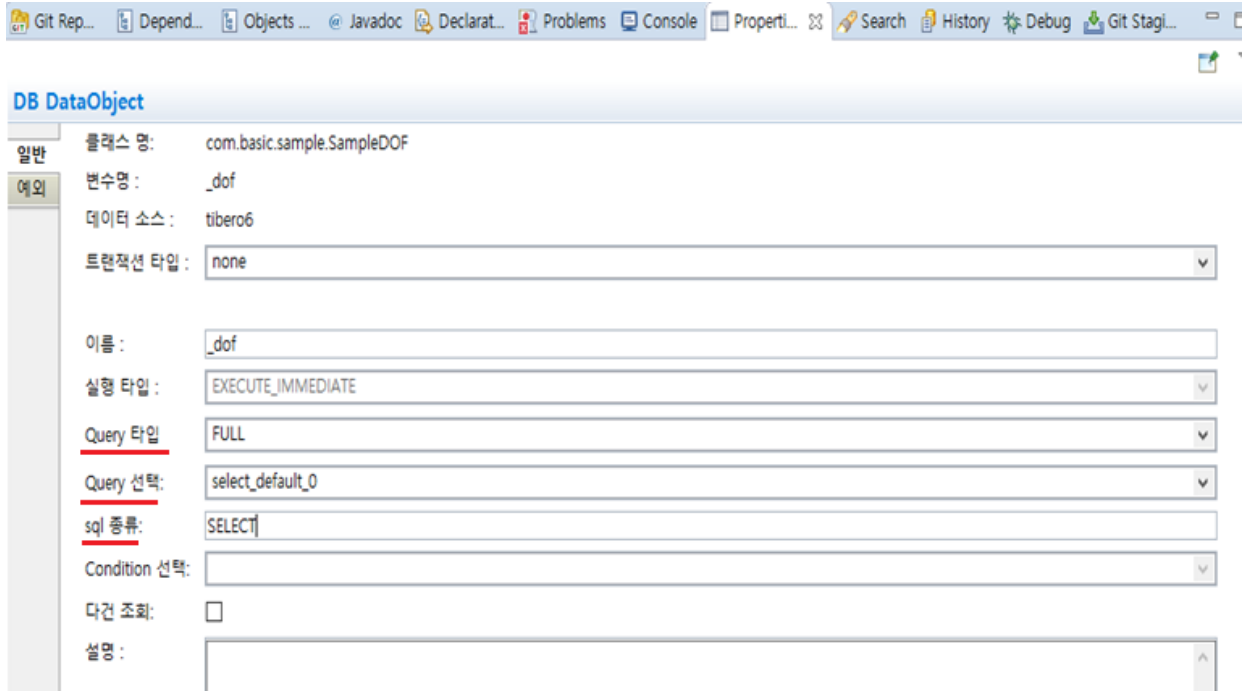 Git Rep... Depend... Objects ... @ Javadoc Declarat... Problems Console Properti... Search History Debug Git Stagi...
DB DataObject
일반
예외
클래스 명: com.basic.sample.SampleDOF
변수명 : _dof
데이터 소스 : tibero6
트랜잭션 타입 : none
이름 : _dof
실행 타입 : EXECUTE_IMMEDIATE
Query 타입 FULL
Query 선택: select_default_0
sql 종류: SELECT
Condition 선택:
다건 조회:
설명 :